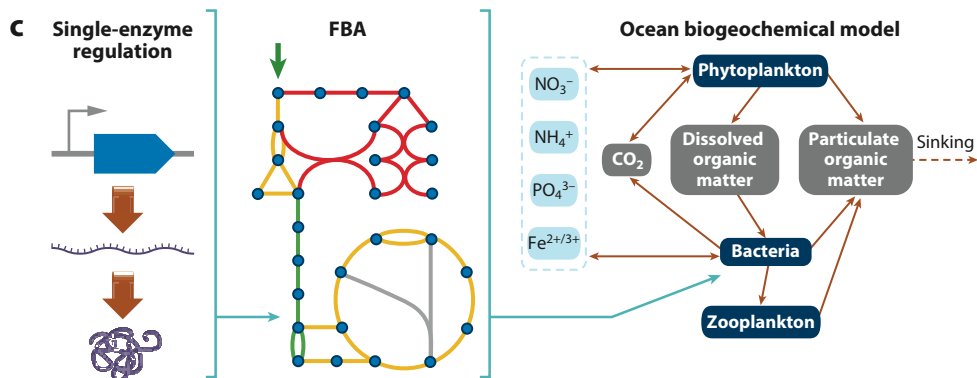 C
Single-enzyme
regulation
FBA
Ocean biogeochemical model
NO₃⁻
NH₄⁺
PO₄³⁻
Fe²⁺/³⁺
Phytoplankton
CO₂
Dissolved
organic
matter
Particulate
organic
matter
Sinking
Bacteria
Zooplankton